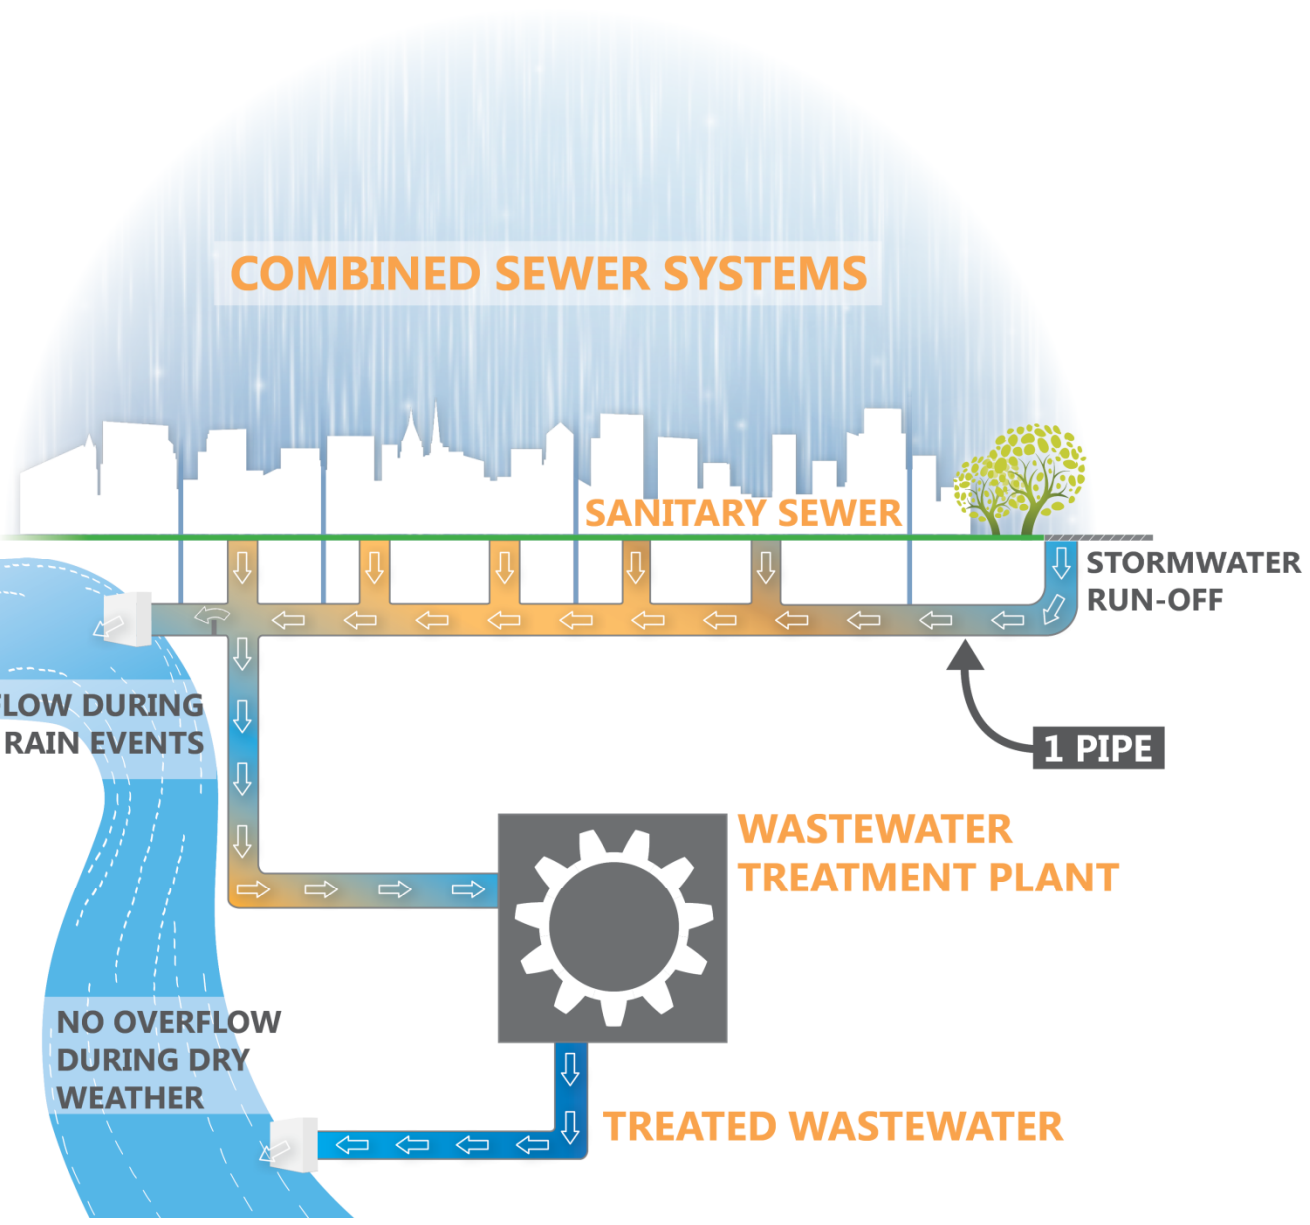 COMBINED SEWER SYSTEMS
SANITARY SEWER
STORMWATER
RUN-OFF
FLOW DURING
RAIN EVENTS
1 PIPE
WASTEWATER
TREATMENT PLANT
NO OVERFLOW
DURING DRY
WEATHER
TREATED WASTEWATER